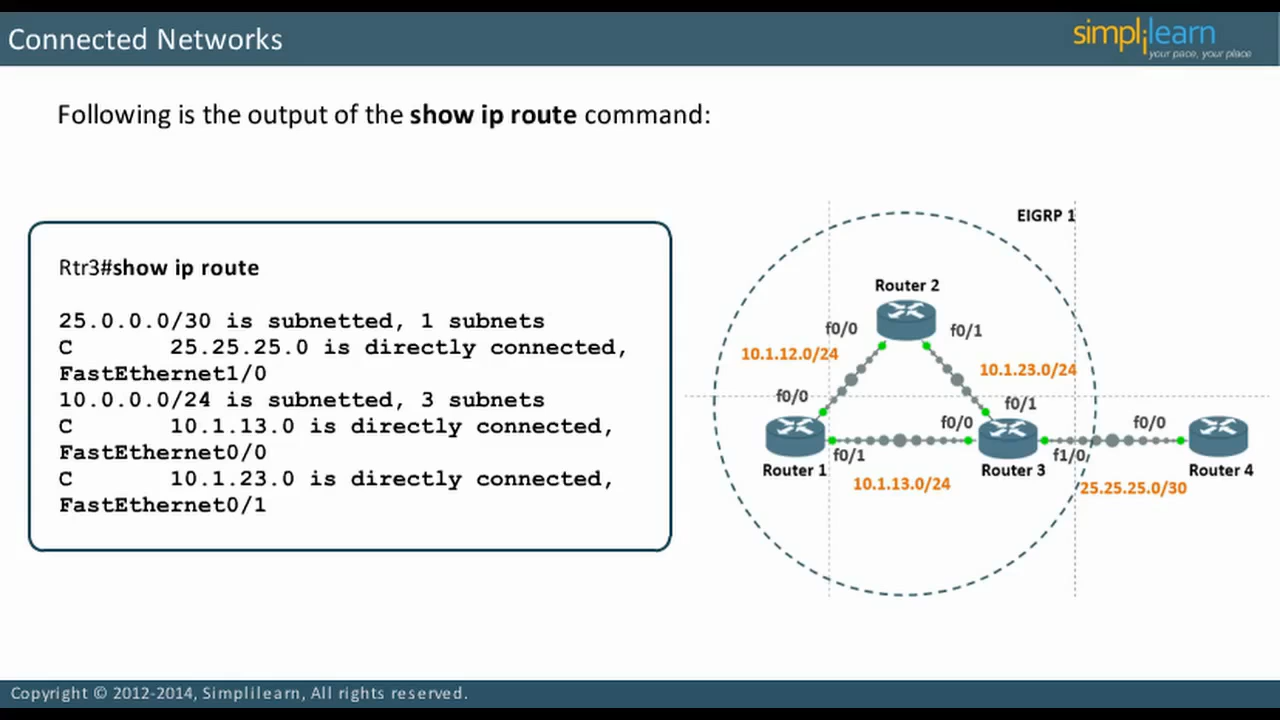 Connected Networks
simplilearn
your pace, your place
Following is the output of the show ip route command:
Rtr3#show ip route
25.0.0.0/30 is subnetted, 1 subnets
C 25.25.25.0 is directly connected,
FastEthernet1/0
10.0.0.0/24 is subnetted, 3 subnets
C 10.1.13.0 is directly connected,
FastEthernet0/0
C 10.1.23.0 is directly connected,
FastEthernet0/1
EIGRP 1
Router 2
f0/0
f0/1
10.1.12.0/24
10.1.23.0/24
f0/0
f0/1
f0/0
f0/0
Router 1
f0/1
Router 3
f1/0
Router 4
10.1.13.0/24
25.25.25.0/30
Copyright © 2012-2014, Simplilearn, All rights reserved.